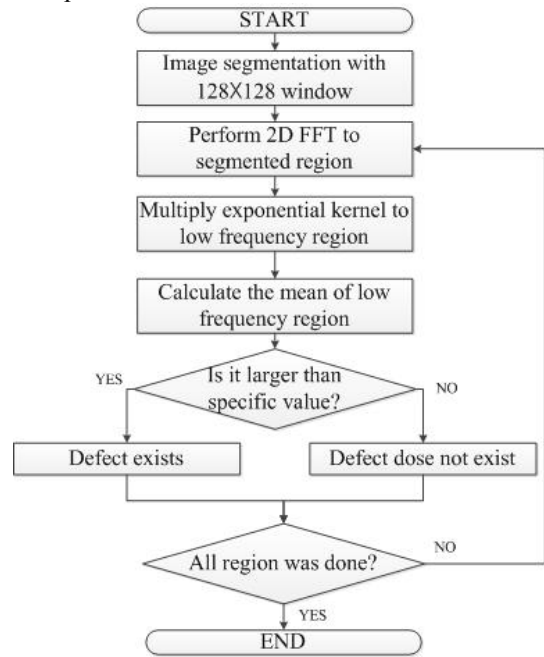 START
Image segmentation with
128X128 window
Perform 2D FFT to
segmented region
Multiply exponential kernel to
low frequency region
Calculate the mean of low
frequency region
YES
Is it larger than
specific value?
NO
Defect exists
Defect dose not exist
All region was done?
NO
YES
END